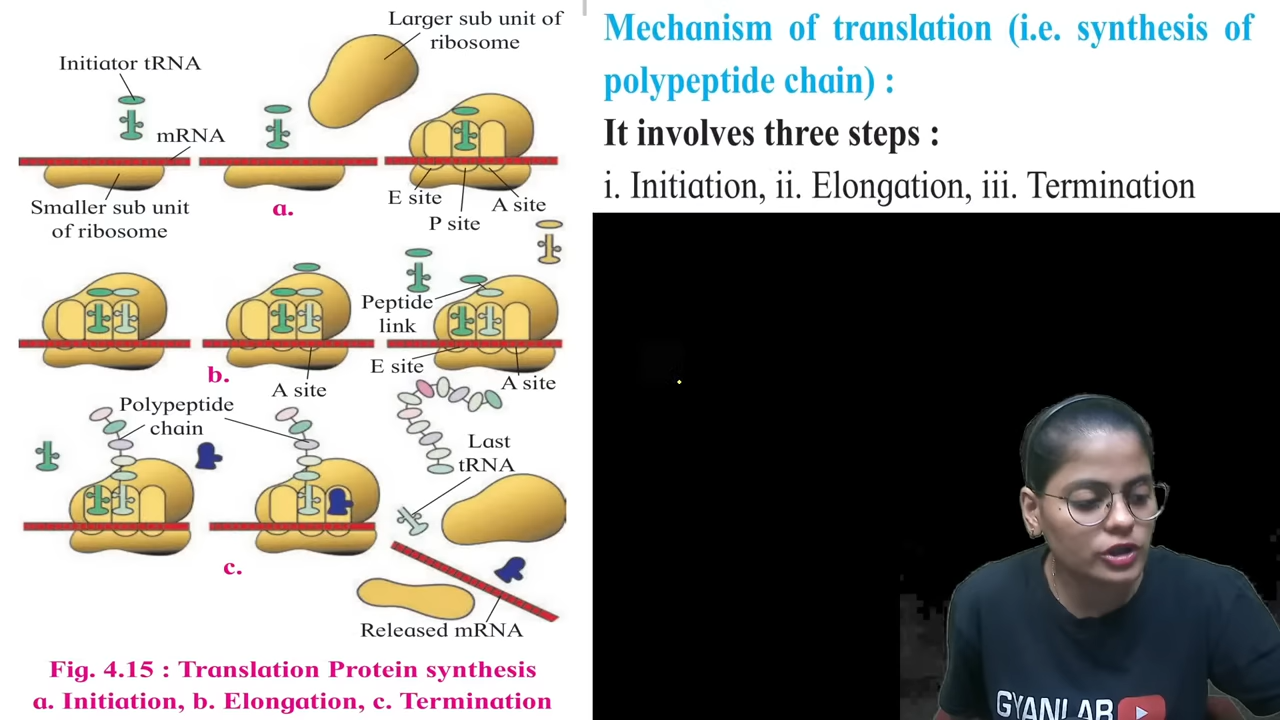 Larger sub unit of
ribosome
Initiator tRNA
mRNA
Smaller sub unit
of ribosome
a.
E site
P site
A site
b.
A site
Peptide
link
E site
A site
Polypeptide
chain
Last
tRNA
c.
Released mRNA
Fig. 4.15 : Translation Protein synthesis
a. Initiation, b. Elongation, c. Termination
Mechanism of translation (i.e. synthesis of
polypeptide chain) :
It involves three steps :
i. Initiation, ii. Elongation, iii. Termination
GYANLAB